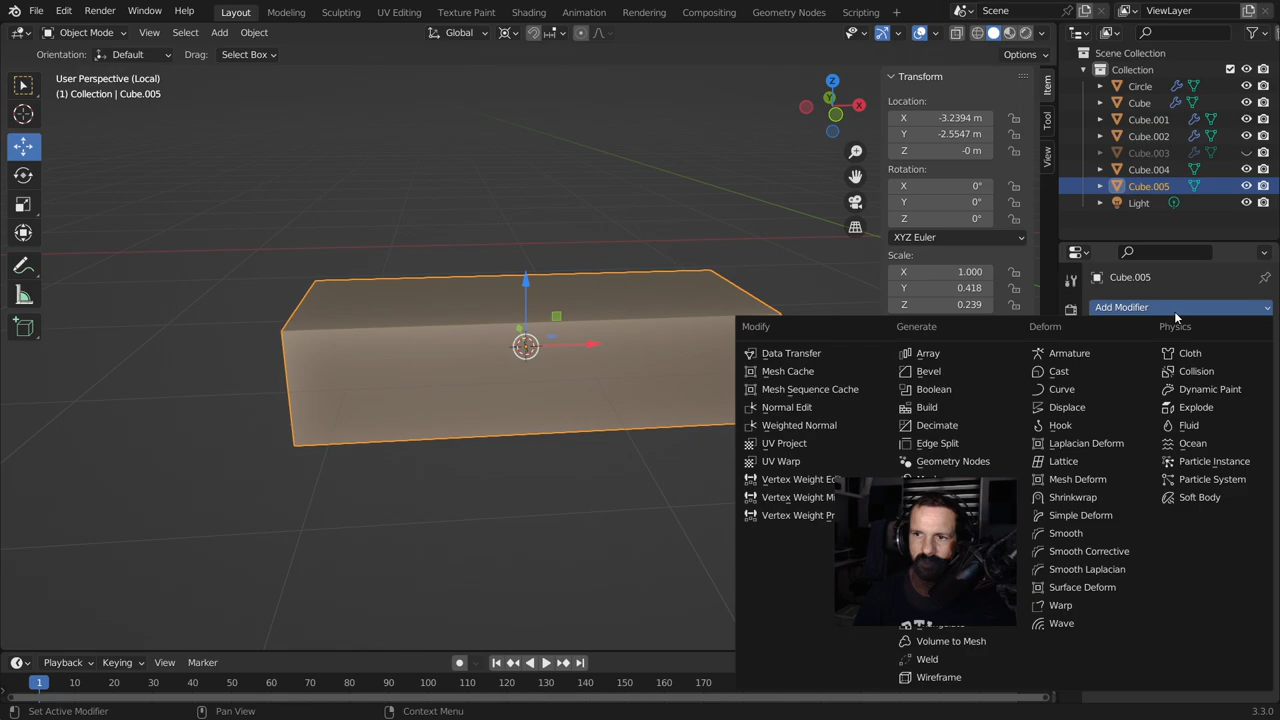 File Edit Render Window Help Layout Modeling Sculpting UV Editing Texture Paint Shading Animation Rendering Compositing Geometry Nodes Scripting Scene ViewLayer
Object Mode View Select Add Object Global
Orientation: Default Drag: Select Box Options
User Perspective (Local)
(1) Collection | Cube.005
Z
Y
X
Transform
Location:
X -3.2394 m
Y -2.5547 m
Z -0 m
Rotation:
X 0°
Y 0°
Z 0°
XYZ Euler
Scale:
X 1.000
Y 0.418
Z 0.239
Item
Tool
View
Scene Collection
Collection
Circle
Cube
Cube.001
Cube.002
Cube.003
Cube.004
Cube.005
Light
Cube.005
Add Modifier
Modify
Data Transfer
Mesh Cache
Mesh Sequence Cache
Normal Edit
Weighted Normal
UV Project
UV Warp
Vertex Weight
Vertex Weight
Vertex Weight
Generate
Array
Bevel
Boolean
Build
Decimate
Edge Split
Geometry Nodes
Volume to Mesh
Weld
Wireframe
Deform
Armature
Cast
Curve
Displace
Hook
Laplacian Deform
Lattice
Mesh Deform
Shrinkwrap
Simple Deform
Smooth
Smooth Corrective
Smooth Laplacian
Surface Deform
Warp
Wave
Physics
Cloth
Collision
Dynamic Paint
Explode
Fluid
Ocean
Particle Instance
Particle System
Soft Body
Playback Keying View Marker
1 10 20 30 40 50 60 70 80 90 100 110 120 130 140 150 160 170
Set Active Modifier Pan View Context Menu 3.3.0